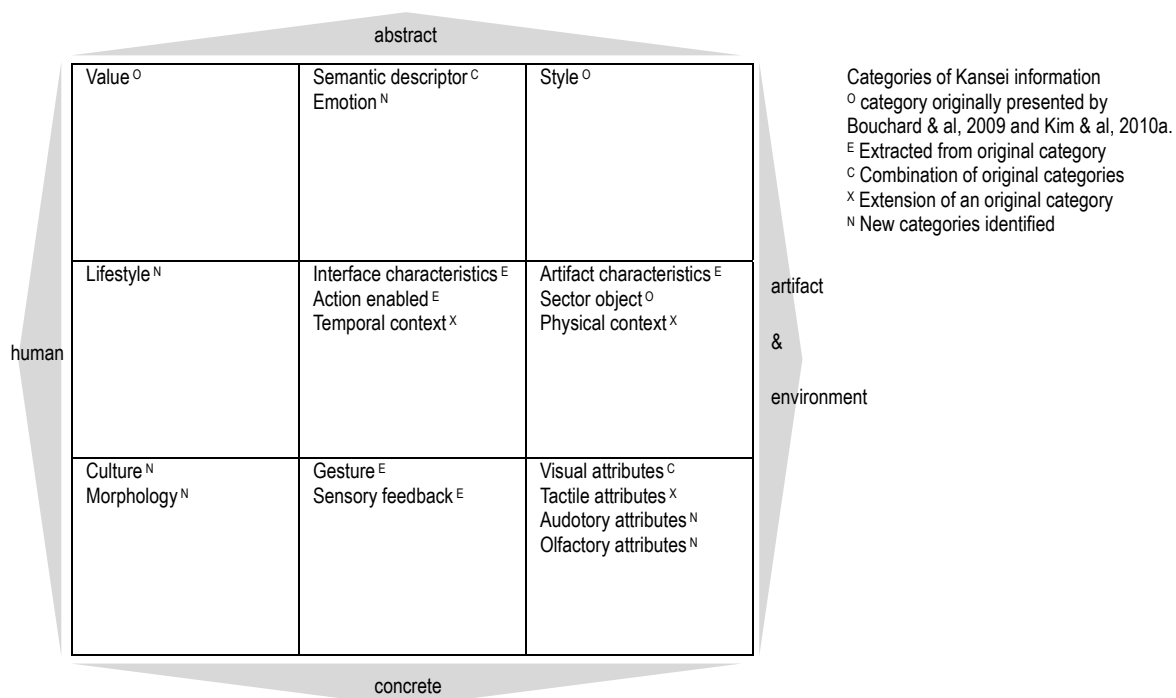 abstract
Value O
Semantic descriptor C
Emotion N
Style O
Categories of Kansei information
O category originally presented by
Bouchard & al, 2009 and Kim & al, 2010a.
E Extracted from original category
C Combination of original categories
X Extension of an original category
N New categories identified
human
Lifestyle N
Interface characteristics E
Action enabled E
Temporal context X
Artifact characteristics E
Sector object O
Physical context X
artifact
&
environment
Culture N
Morphology N
Gesture E
Sensory feedback E
Visual attributes C
Tactile attributes X
Audotory attributes N
Olfactory attributes N
concrete